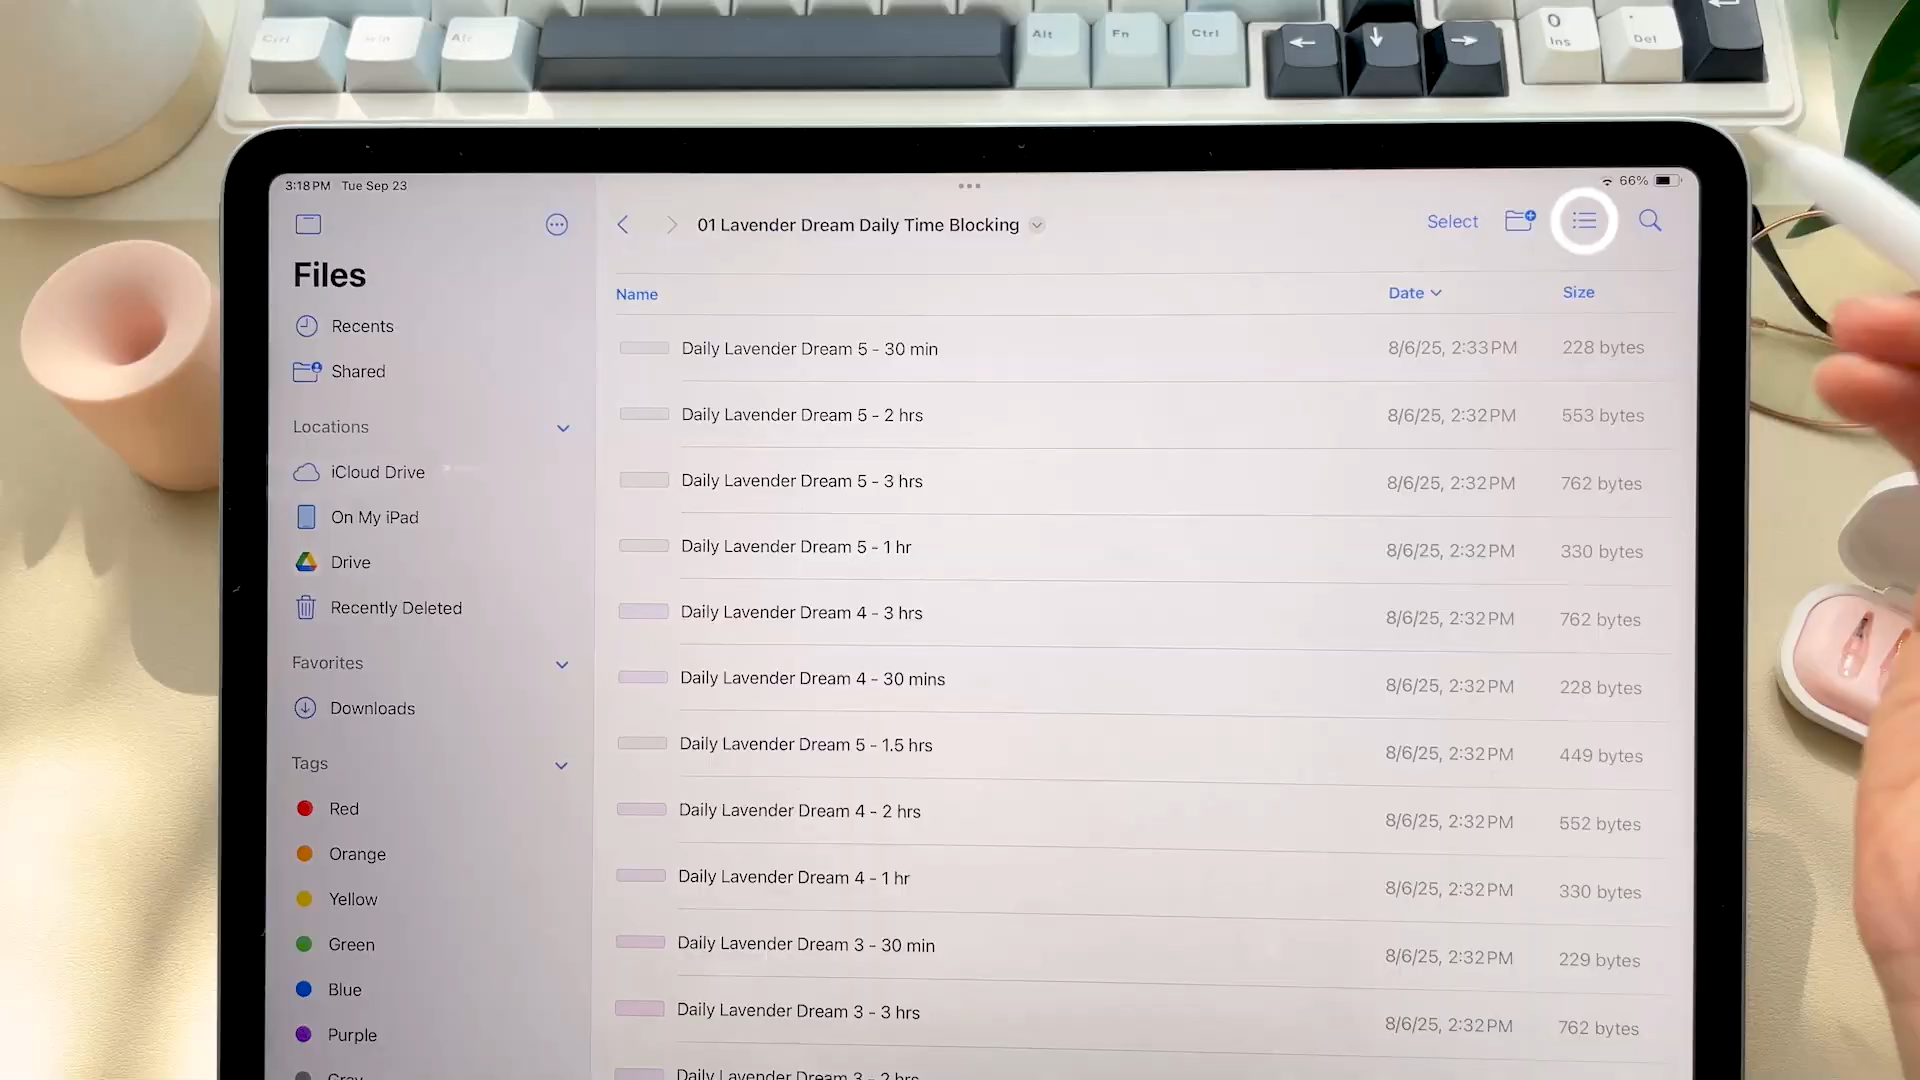 Ctrl
win
Alt
Alt
Fn
Ctrl
0
Ins
.
Del
3:18 PM Tue Sep 23
66%
01 Lavender Dream Daily Time Blocking
Select
Files
Recents
Shared
Locations
iCloud Drive
On My iPad
Drive
Recently Deleted
Favorites
Downloads
Tags
Red
Orange
Yellow
Green
Blue
Purple
Gray
Name Date Size
Daily Lavender Dream 5 - 30 min 8/6/25, 2:33 PM 228 bytes
Daily Lavender Dream 5 - 2 hrs 8/6/25, 2:32 PM 553 bytes
Daily Lavender Dream 5 - 3 hrs 8/6/25, 2:32 PM 762 bytes
Daily Lavender Dream 5 - 1 hr 8/6/25, 2:32 PM 330 bytes
Daily Lavender Dream 4 - 3 hrs 8/6/25, 2:32 PM 762 bytes
Daily Lavender Dream 4 - 30 mins 8/6/25, 2:32 PM 228 bytes
Daily Lavender Dream 5 - 1.5 hrs 8/6/25, 2:32 PM 449 bytes
Daily Lavender Dream 4 - 2 hrs 8/6/25, 2:32 PM 552 bytes
Daily Lavender Dream 4 - 1 hr 8/6/25, 2:32 PM 330 bytes
Daily Lavender Dream 3 - 30 min 8/6/25, 2:32 PM 229 bytes
Daily Lavender Dream 3 - 3 hrs 8/6/25, 2:32 PM 762 bytes
Daily Lavender Dream 3 - 2 hrs